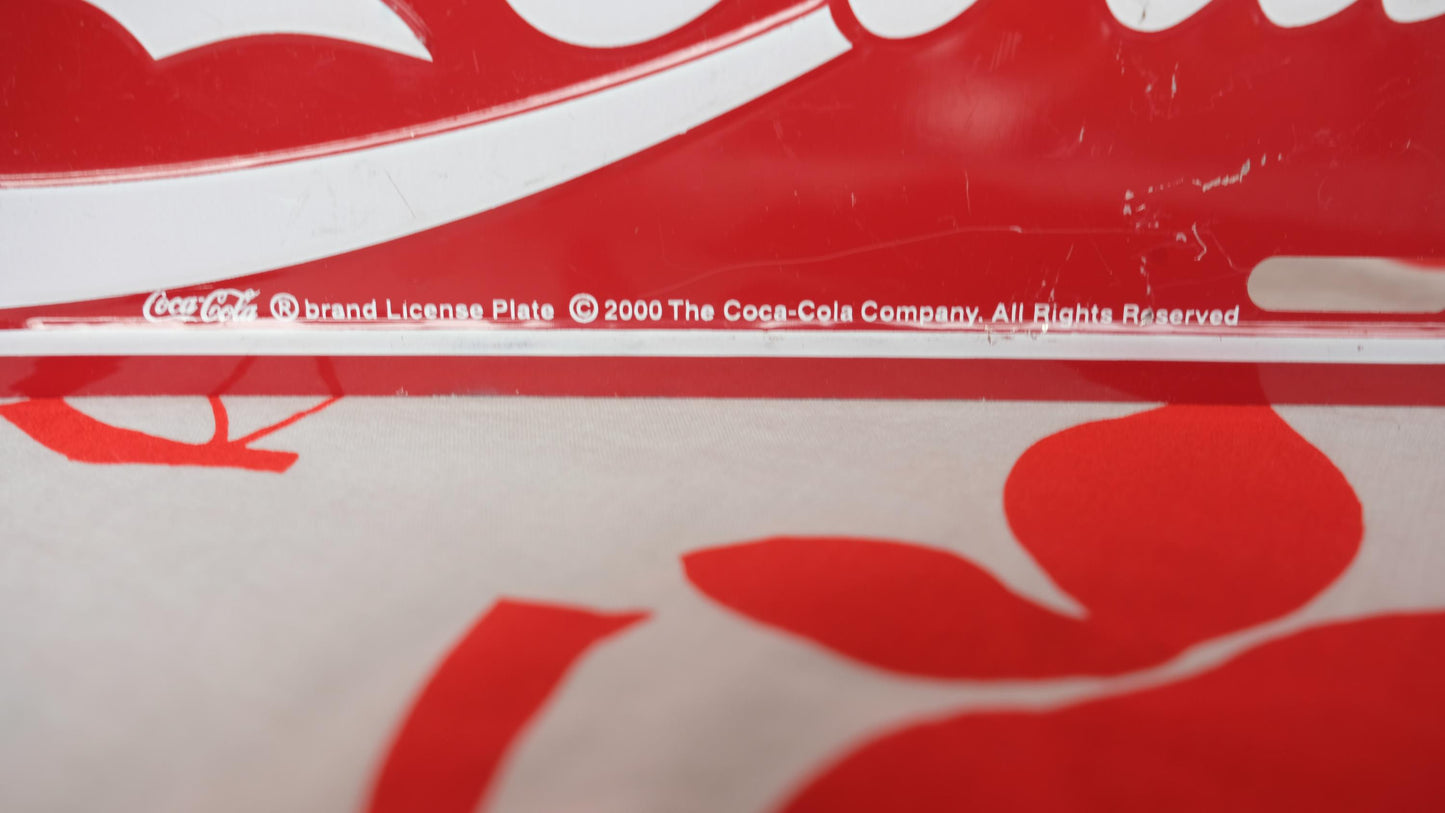 Coca-Cola ® brand License Plate © 2000 The Coca-Cola Company. All Rights Reserved